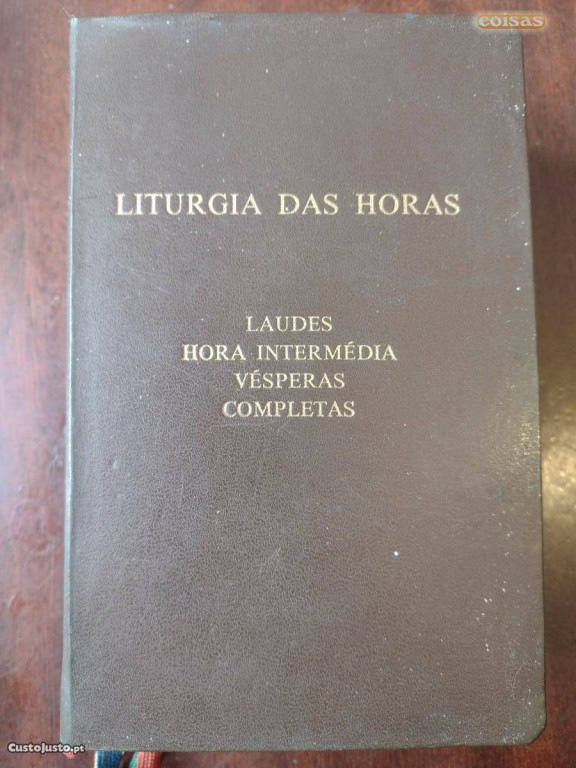 coisas
LITURGIA DAS HORAS
LAUDES
HORA INTERMÉDIA
VÉSPERAS
COMPLETAS
CustoJusto.pt